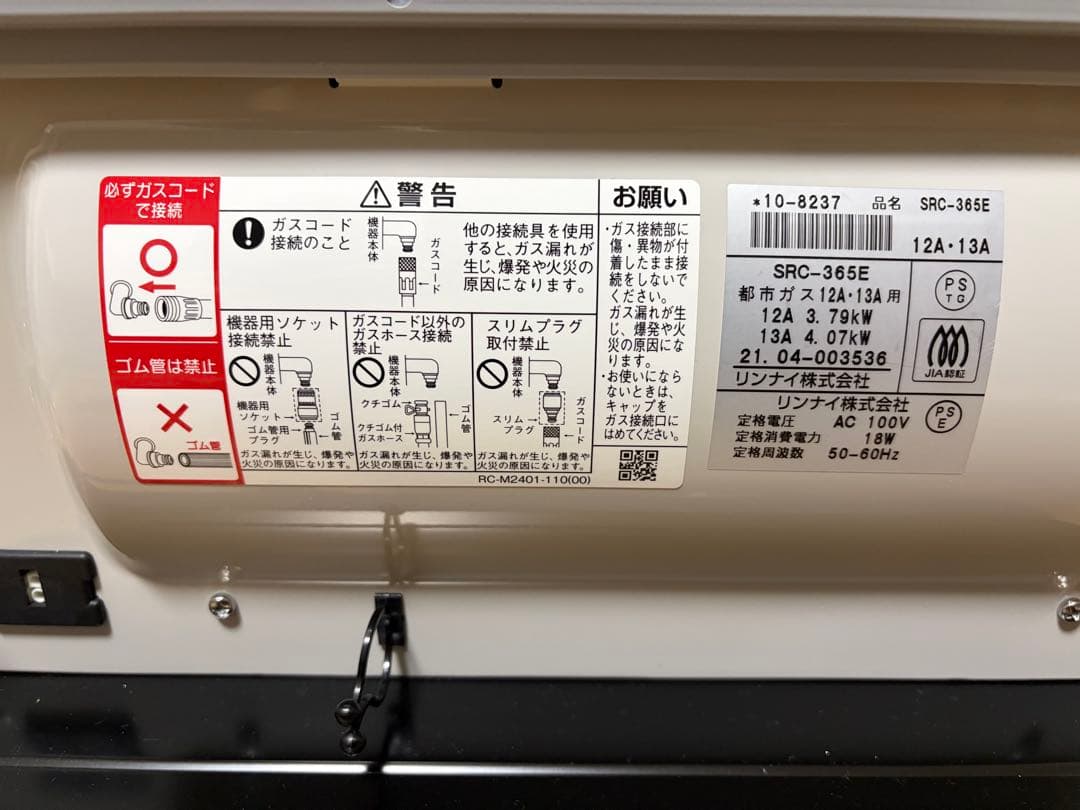 必ずガスコード
で接続
ゴム管は禁止
ゴム管
警告
ガスコード
接続のこと
機器本体
ガスコード
他の接続具を使用
すると、ガス漏れが
生じ、爆発や火災の
原因になります。
機器用ソケット
接続禁止
機器本体
機器用
ソケット
ゴム管用
プラグ
ゴム管
ガス漏れが生じ、爆発や
火災の原因になります。
ガスコード以外の
ガスホース接続
禁止
機器本体
クチゴム
クチゴム付
ガスホース
ゴム管
ガス漏れが生じ、爆発や
火災の原因になります。
スリムプラグ
取付禁止
機器本体
スリム
プラグ
ガスコード
ガス漏れが生じ、爆発や
火災の原因になります。
RC-M2401-110(00)
お願い
・ガス接続部に
傷・異物が付
着したまま接
続をしないで
ください。
ガス漏れが生
じ、爆発や火
災の原因にな
ります。
・お使いになら
ないときは、
キャップを
ガス接続口に
はめてください。
*10-8237 品名 SRC-365E
12A・13A
SRC-365E
都市ガス12A・13A用
12A 3.79kW
13A 4.07kW
21. 04-003536
リンナイ株式会社
PS
TG
JIA認証
リンナイ株式会社
定格電圧 AC 100V
定格消費電力 18W
定格周波数 50-60Hz
PS
E